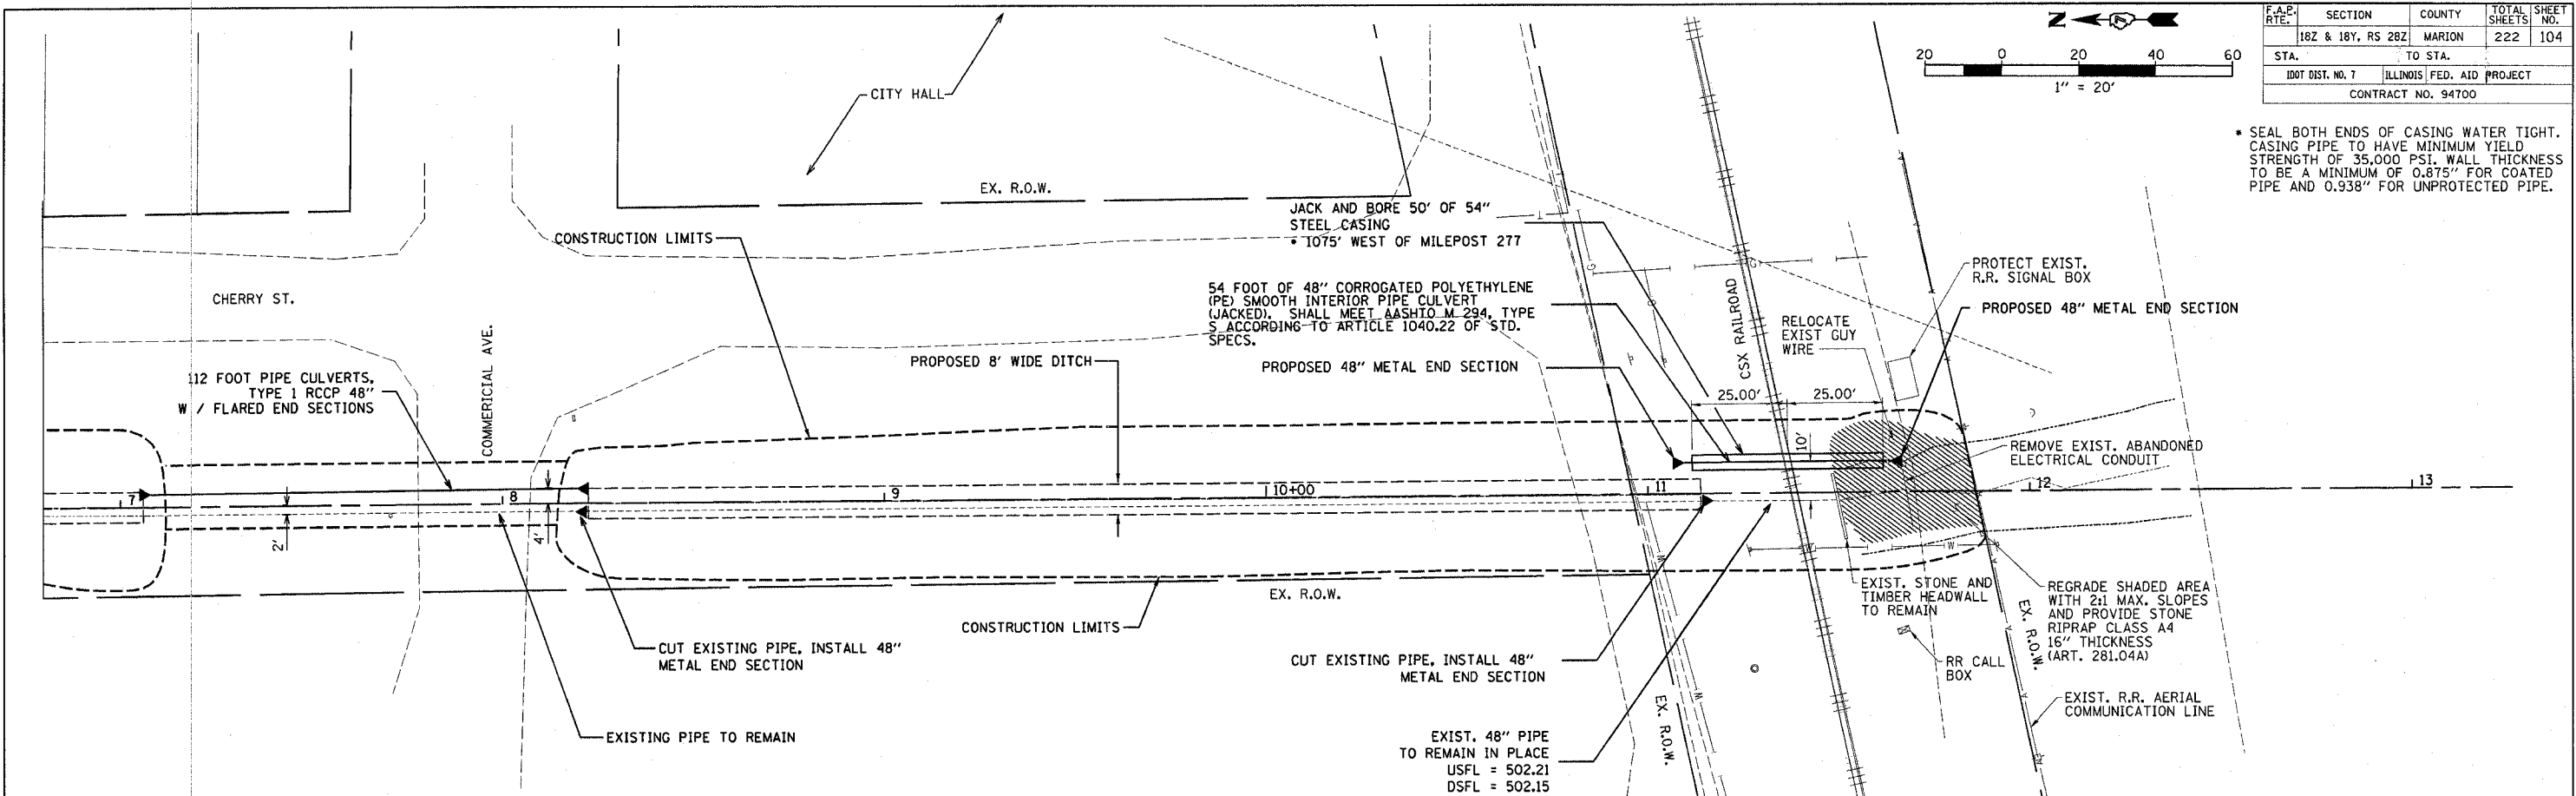 Z
20 0 20 40 60
1" = 20'
F.A.P. RTE. SECTION COUNTY TOTAL SHEETS SHEET NO.
18Z & 18Y, RS 28Z MARION 222 104
STA. TO STA.
IDOT DIST. NO. 7 ILLINOIS FED. AID PROJECT
CONTRACT NO. 94700
* SEAL BOTH ENDS OF CASING WATER TIGHT.
CASING PIPE TO HAVE MINIMUM YIELD
STRENGTH OF 35,000 PSI. WALL THICKNESS
TO BE A MINIMUM OF 0.875" FOR COATED
PIPE AND 0.938" FOR UNPROTECTED PIPE.
CITY HALL
EX. R.O.W.
JACK AND BORE 50' OF 54"
STEEL CASING
* 1075' WEST OF MILEPOST 277
CONSTRUCTION LIMITS
CHERRY ST.
COMMERICIAL AVE.
54 FOOT OF 48" CORROGATED POLYETHYLENE
(PE) SMOOTH INTERIOR PIPE CULVERT
(JACKED). SHALL MEET AASHTO M 294, TYPE
S ACCORDING TO ARTICLE 1040.22 OF STD.
SPECS.
PROPOSED 8' WIDE DITCH
PROPOSED 48" METAL END SECTION
CSX RAILROAD
PROTECT EXIST.
R.R. SIGNAL BOX
PROPOSED 48" METAL END SECTION
RELOCATE
EXIST GUY
WIRE
112 FOOT PIPE CULVERTS,
TYPE 1 RCCP 48"
W / FLARED END SECTIONS
25.00' 25.00'
10'
REMOVE EXIST. ABANDONED
ELECTRICAL CONDUIT
7 8 9 10+00 11 12 13
2'
4'
EX. R.O.W.
CONSTRUCTION LIMITS
CUT EXISTING PIPE, INSTALL 48"
METAL END SECTION
EXISTING PIPE TO REMAIN
CUT EXISTING PIPE, INSTALL 48"
METAL END SECTION
EXIST. 48" PIPE
TO REMAIN IN PLACE
USFL = 502.21
DSFL = 502.15
EX. R.O.W.
EXIST. STONE AND
TIMBER HEADWALL
TO REMAIN
RR CALL
BOX
EX. R.O.W.
REGRADE SHADED AREA
WITH 2:1 MAX. SLOPES
AND PROVIDE STONE
RIPRAP CLASS A4
16" THICKNESS
(ART. 281.04A)
EXIST. R.R. AERIAL
COMMUNICATION LINE